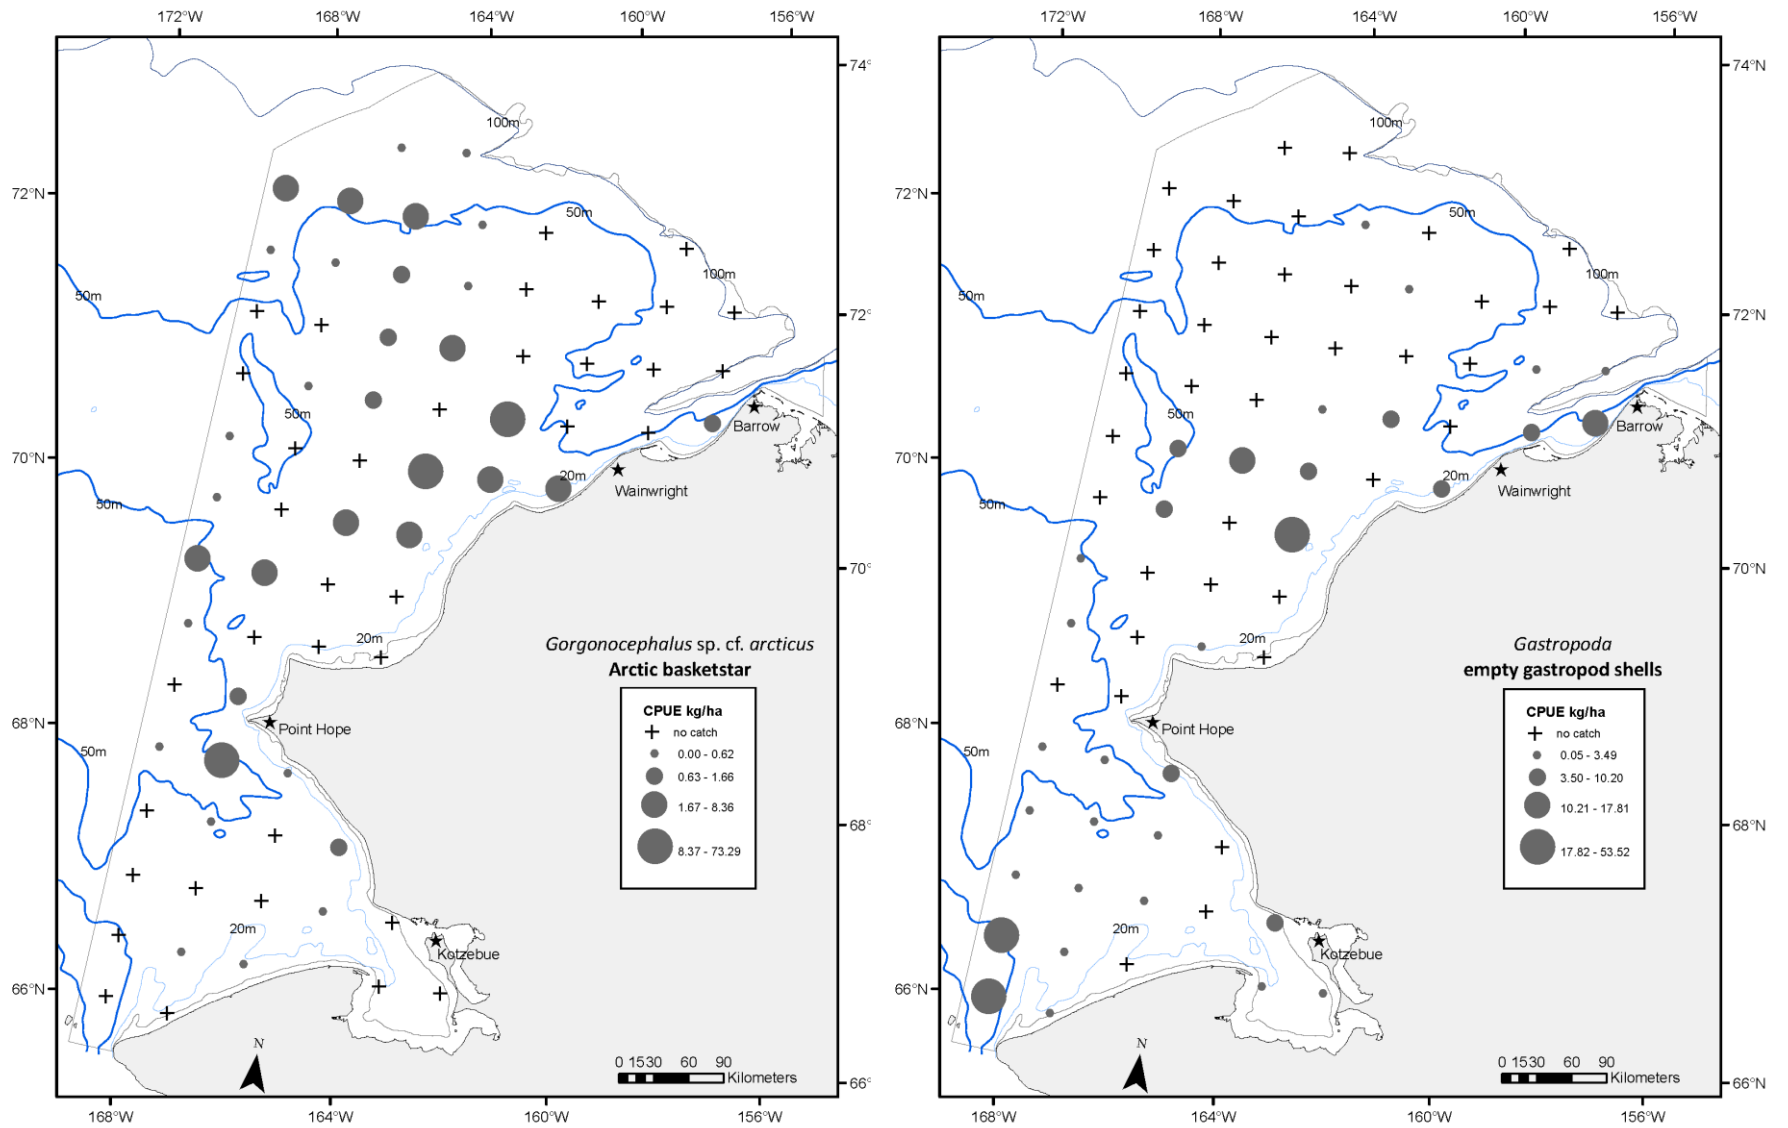 172°W 168°W 164°W 160°W 156°W
74°
100m
72°N
50m
50m
100m
72°
50m
70°N
Barrow
20m
Wainwright
50m
70°
20m
Gorgonocephalus sp. cf. arcticus
Arctic basketstar
CPUE kg/ha
no catch
0.00 - 0.62
0.63 - 1.66
1.67 - 8.36
8.37 - 73.29
68°N
Point Hope
50m
68°
20m
Kotzebue
66°N
N
0 1530 60 90
Kilometers
66°
168°W 164°W 160°W 156°W
172°W 168°W 164°W 160°W 156°W
74°N
100m
72°N
50m
50m
100m
72°N
50m
70°N
Barrow
20m
Wainwright
50m
70°N
20m
Gastropoda
empty gastropod shells
CPUE kg/ha
no catch
0.05 - 3.49
3.50 - 10.20
10.21 - 17.81
17.82 - 53.52
68°N
Point Hope
50m
68°N
20m
Kotzebue
66°N
N
0 1530 60 90
Kilometers
66°N
168°W 164°W 160°W 156°W